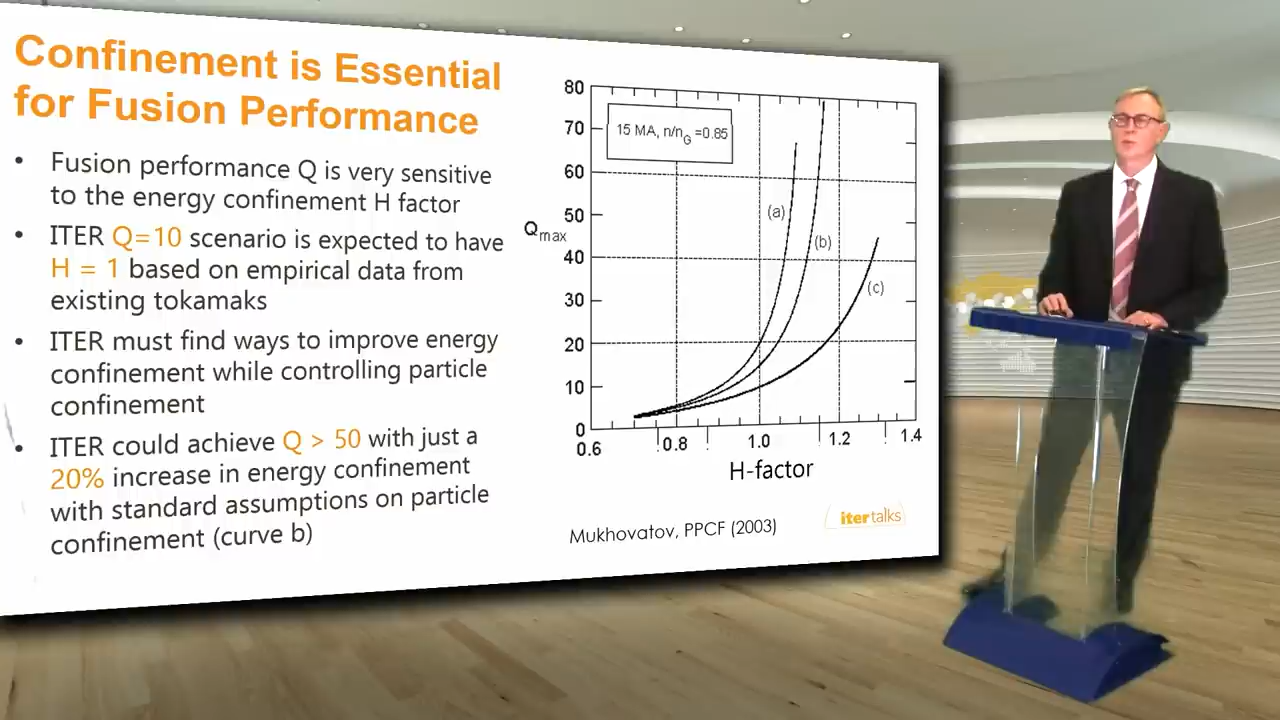 Confinement is Essential
for Fusion Performance
• Fusion performance Q is very sensitive
to the energy confinement H factor
• ITER Q=10 scenario is expected to have
H = 1 based on empirical data from
existing tokamaks
• ITER must find ways to improve energy
confinement while controlling particle
confinement
• ITER could achieve Q > 50 with just a
20% increase in energy confinement
with standard assumptions on particle
confinement (curve b)
80
70
60
50
40
30
20
10
0
Qmax
15 MA, n/nG =0.85
(a)
(b)
(c)
0.6 0.8 1.0 1.2 1.4
H-factor
Mukhovatov, PPCF (2003)
iter talks